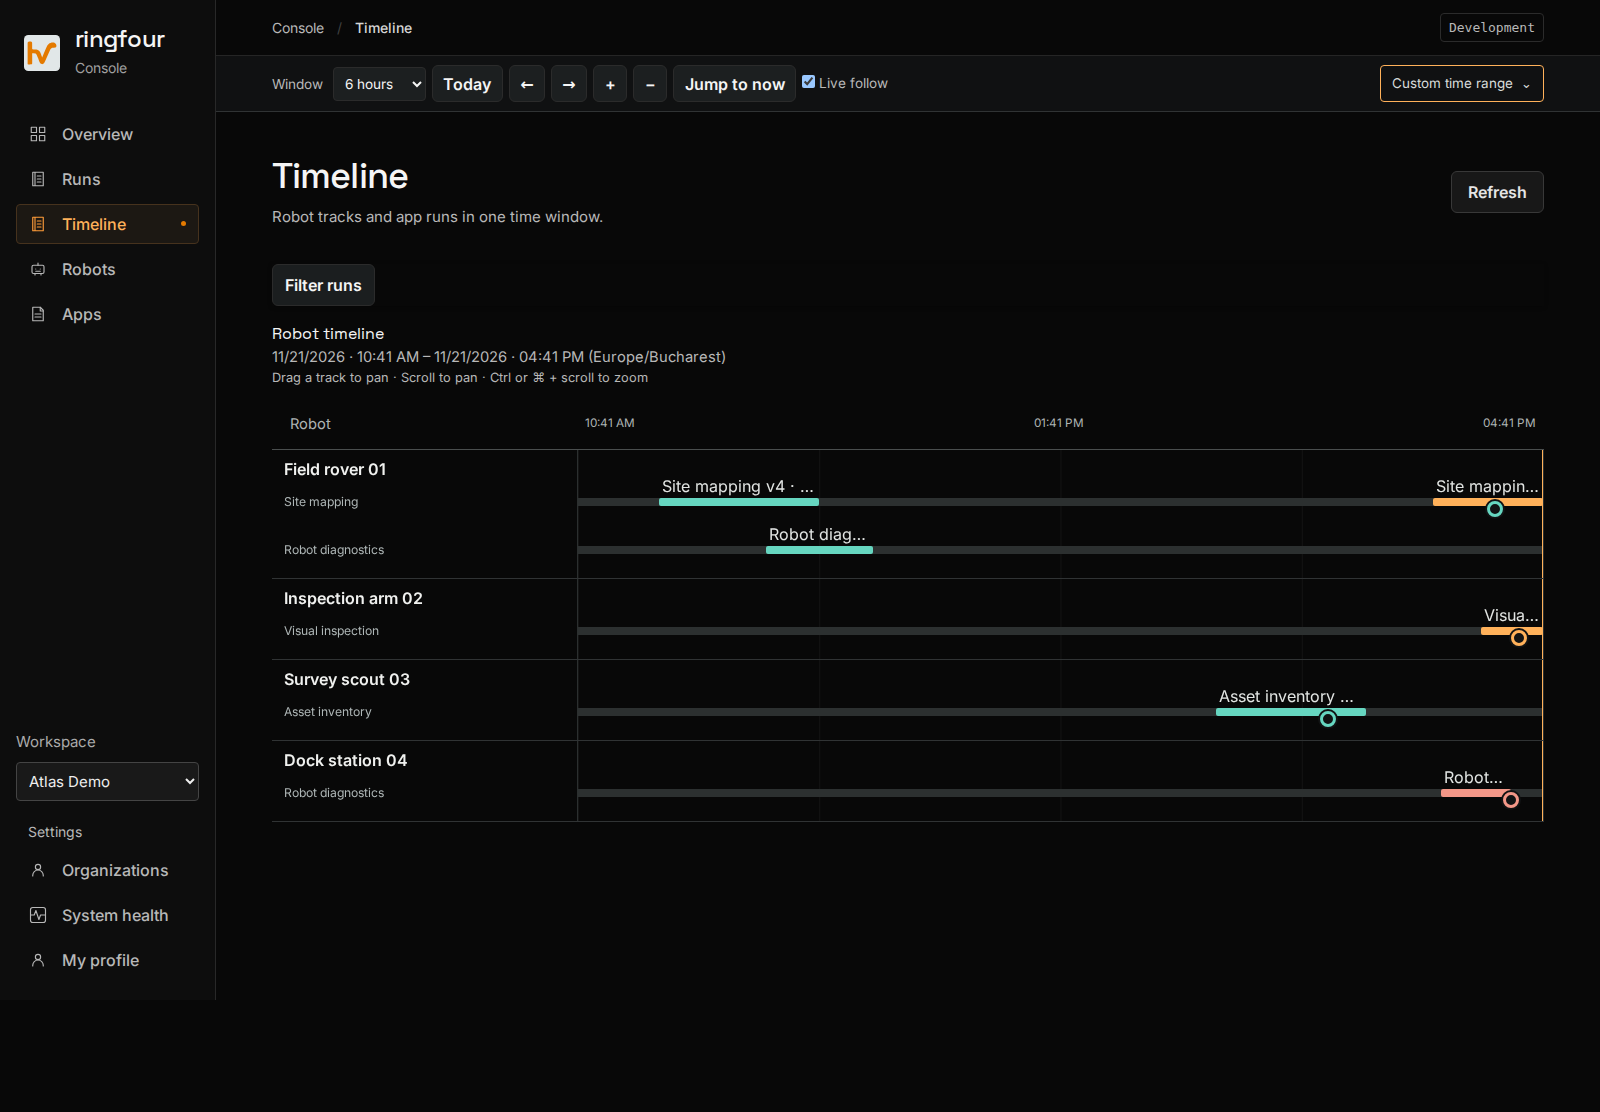 ringfour
Console
Overview
Runs
Timeline
Robots
Apps
Workspace
Atlas Demo
Settings
Organizations
System health
My profile
Console / Timeline
Development
Window 6 hours Today ← → + − Jump to now Live follow Custom time range
Timeline
Robot tracks and app runs in one time window.
Refresh
Filter runs
Robot timeline
11/21/2026 · 10:41 AM – 11/21/2026 · 04:41 PM (Europe/Bucharest)
Drag a track to pan · Scroll to pan · Ctrl or ⌘ + scroll to zoom
Robot 10:41 AM 01:41 PM 04:41 PM
Field rover 01
Site mapping v4 · ... Site mappin...
Site mapping
Robot diag...
Robot diagnostics
Inspection arm 02
Visua...
Visual inspection
Survey scout 03
Asset inventory ...
Asset inventory
Dock station 04
Robot...
Robot diagnostics